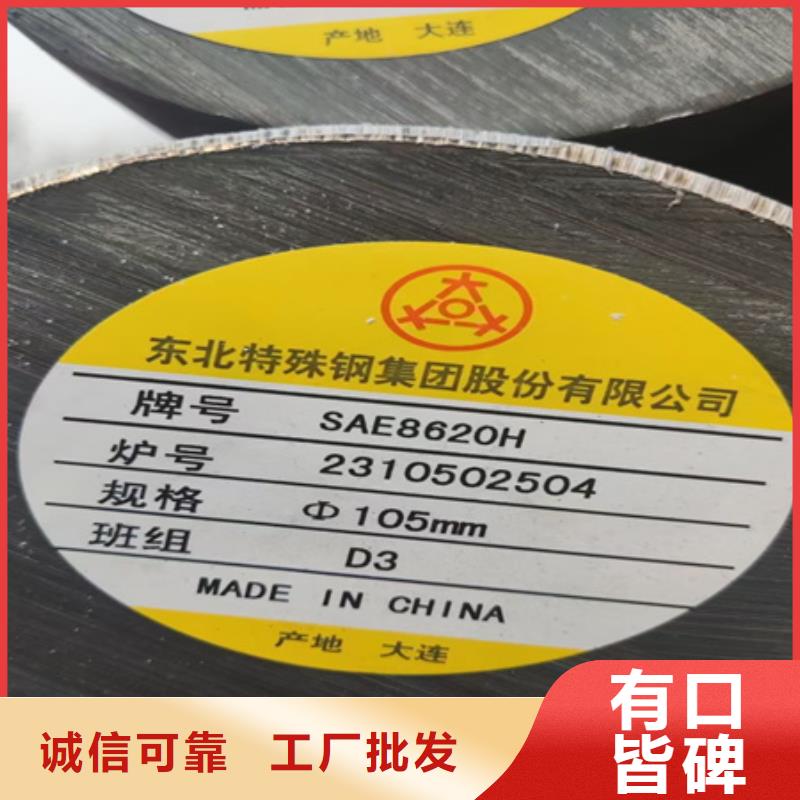 产地 大连
东北特殊钢集团股份有限公司
牌号 SAE8620H
炉号 2310502504
规格 Φ105mm
班组 D3
MADE IN CHINA
产地 大连
诚信可靠 工厂批发
有口
皆碑